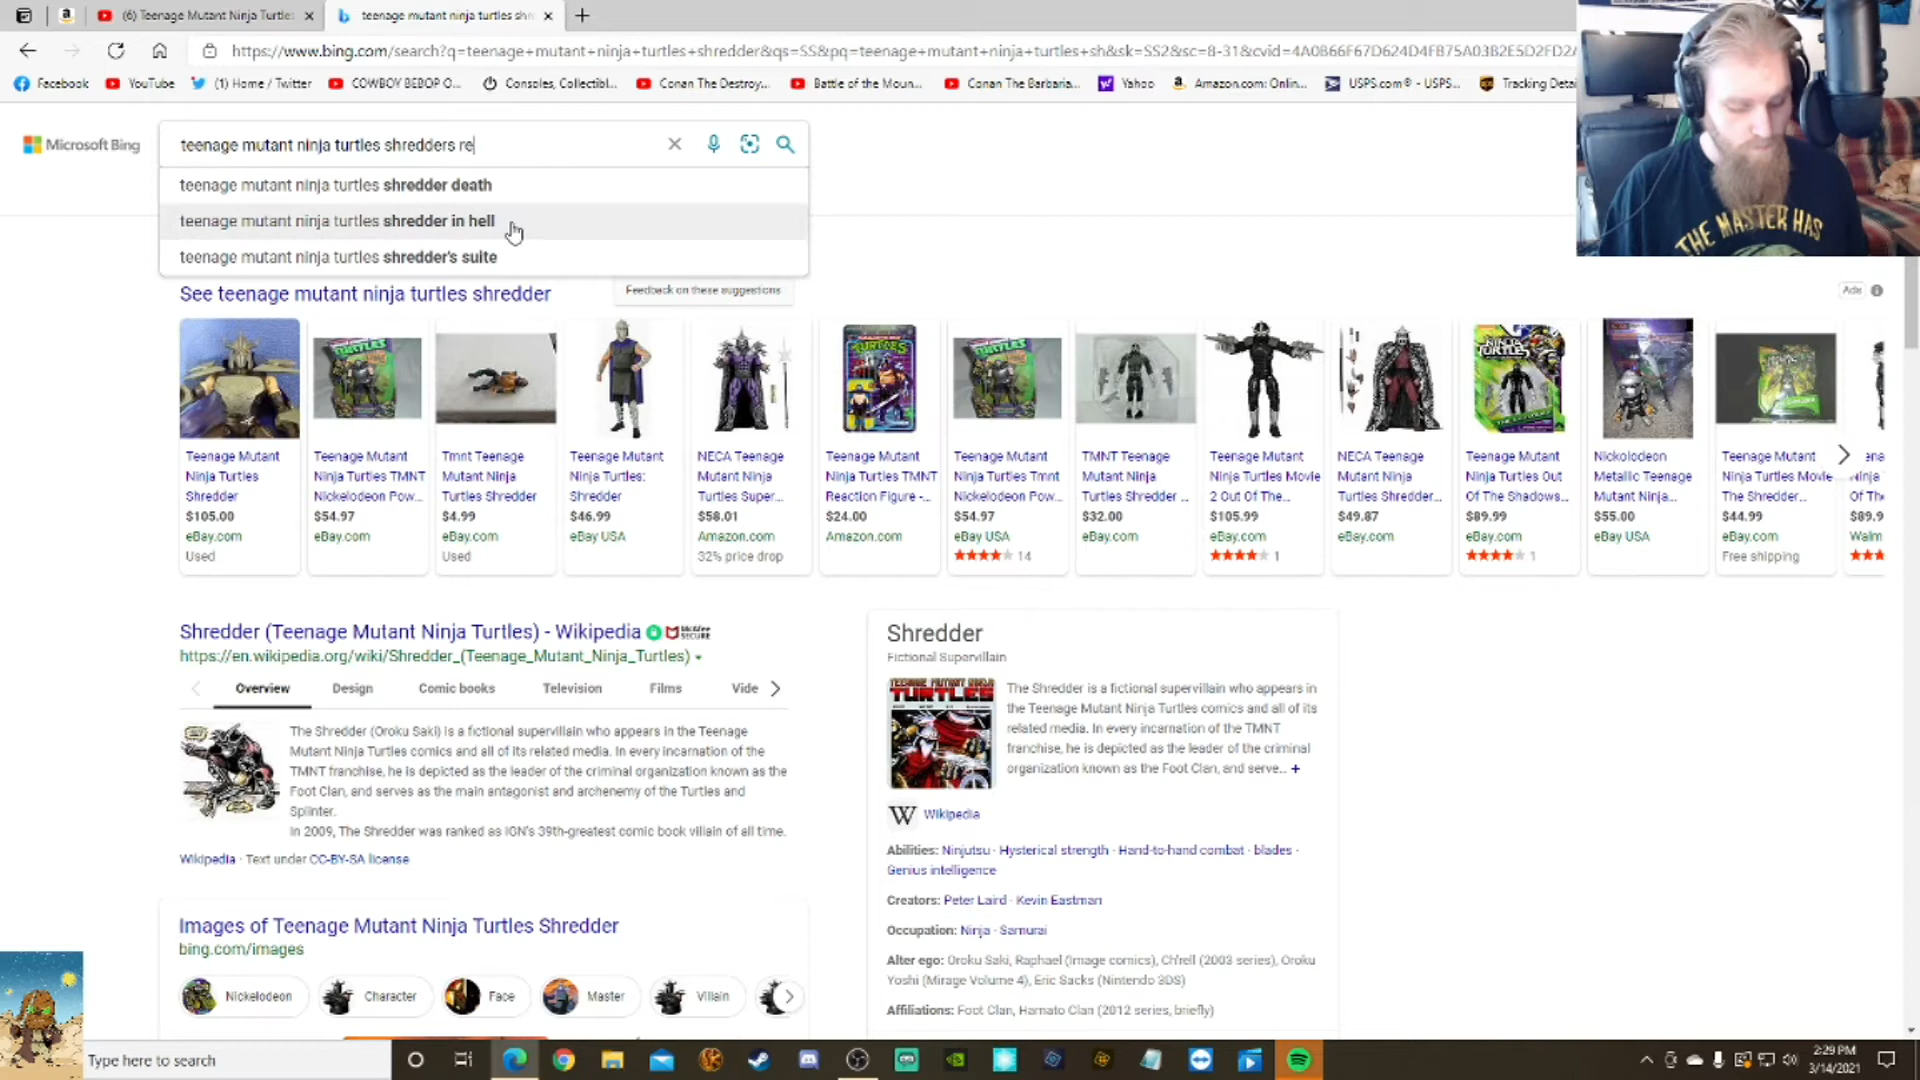 (6) Teenage Mutant Ninja Turtle:
teenage mutant ninja turtles shr
https://www.bing.com/search?q=teenage+mutant+ninja+turtles+shredder&qs=SS&pq=teenage+mutant+ninja+turtles+sh&sk=SS2&sc=8-31&cvid=4A0B66F67D624D4FB75A03B2E5D2FD2A
Facebook
YouTube
(1) Home / Twitter
COWBOY BEBOP O...
Consoles, Collectibl...
Conan The Destroy...
Battle of the Moun...
Conan The Barbaria...
Yahoo
Amazon.com: Onlin...
USPS.com® - USPS...
Tracking Detai
THE MASTER HAS
Microsoft Bing
teenage mutant ninja turtles shredders re
teenage mutant ninja turtles shredder death
teenage mutant ninja turtles shredder in hell
teenage mutant ninja turtles shredder's suite
Feedback on these suggestions
See teenage mutant ninja turtles shredder
Ads
Teenage Mutant Ninja Turtles Shredder
$105.00
eBay.com
Used
Teenage Mutant Ninja Turtles TMNT Nickelodeon Pow...
$54.97
eBay.com
Tmnt Teenage Mutant Ninja Turtles Shredder
$4.99
eBay.com
Used
Teenage Mutant Ninja Turtles: Shredder
$46.99
eBay USA
NECA Teenage Mutant Ninja Turtles Super...
$58.01
Amazon.com
32% price drop
Teenage Mutant Ninja Turtles TMNT Reaction Figure -...
$24.00
Amazon.com
Teenage Mutant Ninja Turtles Tmnt Nickelodeon Pow...
$54.97
eBay USA
14
TMNT Teenage Mutant Ninja Turtles Shredder ...
$32.00
eBay.com
Teenage Mutant Ninja Turtles Movie 2 Out Of The...
$105.99
eBay.com
1
NECA Teenage Mutant Ninja Turtles Shredder...
$49.87
eBay.com
Teenage Mutant Ninja Turtles Out Of The Shadows...
$89.99
eBay.com
1
Nickolodeon Metallic Teenage Mutant Ninja...
$55.00
eBay USA
Teenage Mutant Ninja Turtles Movie The Shredder...
$44.99
eBay.com
Free shipping
$89.9
Walm
Shredder (Teenage Mutant Ninja Turtles) - Wikipedia
McAfee SECURE
https://en.wikipedia.org/wiki/Shredder_(Teenage_Mutant_Ninja_Turtles)
Overview
Design
Comic books
Television
Films
Vide
The Shredder (Oroku Saki) is a fictional supervillain who appears in the Teenage
Mutant Ninja Turtles comics and all of its related media. In every incarnation of the
TMNT franchise, he is depicted as the leader of the criminal organization known as the
Foot Clan, and serves as the main antagonist and archenemy of the Turtles and
Splinter.
In 2009, The Shredder was ranked as IGN's 39th-greatest comic book villain of all time.
Wikipedia · Text under CC-BY-SA license
Images of Teenage Mutant Ninja Turtles Shredder
bing.com/images
Nickelodeon
Character
Face
Master
Villain
Shredder
Fictional Supervillain
TEENAGE MUTANT NINJA
TURTLES
The Shredder is a fictional supervillain who appears in
the Teenage Mutant Ninja Turtles comics and all of its
related media. In every incarnation of the TMNT
franchise, he is depicted as the leader of the criminal
organization known as the Foot Clan, and serve... +
W Wikipedia
Abilities: Ninjutsu · Hysterical strength · Hand-to-hand combat · blades ·
Genius intelligence
Creators: Peter Laird · Kevin Eastman
Occupation: Ninja · Samurai
Alter ego: Oroku Saki, Raphael (Image comics), Ch'rell (2003 series), Oroku
Yoshi (Mirage Volume 4), Eric Sacks (Nintendo 3DS)
Affiliations: Foot Clan, Hamato Clan (2012 series, briefly)
Type here to search
2:29 PM
3/14/2021